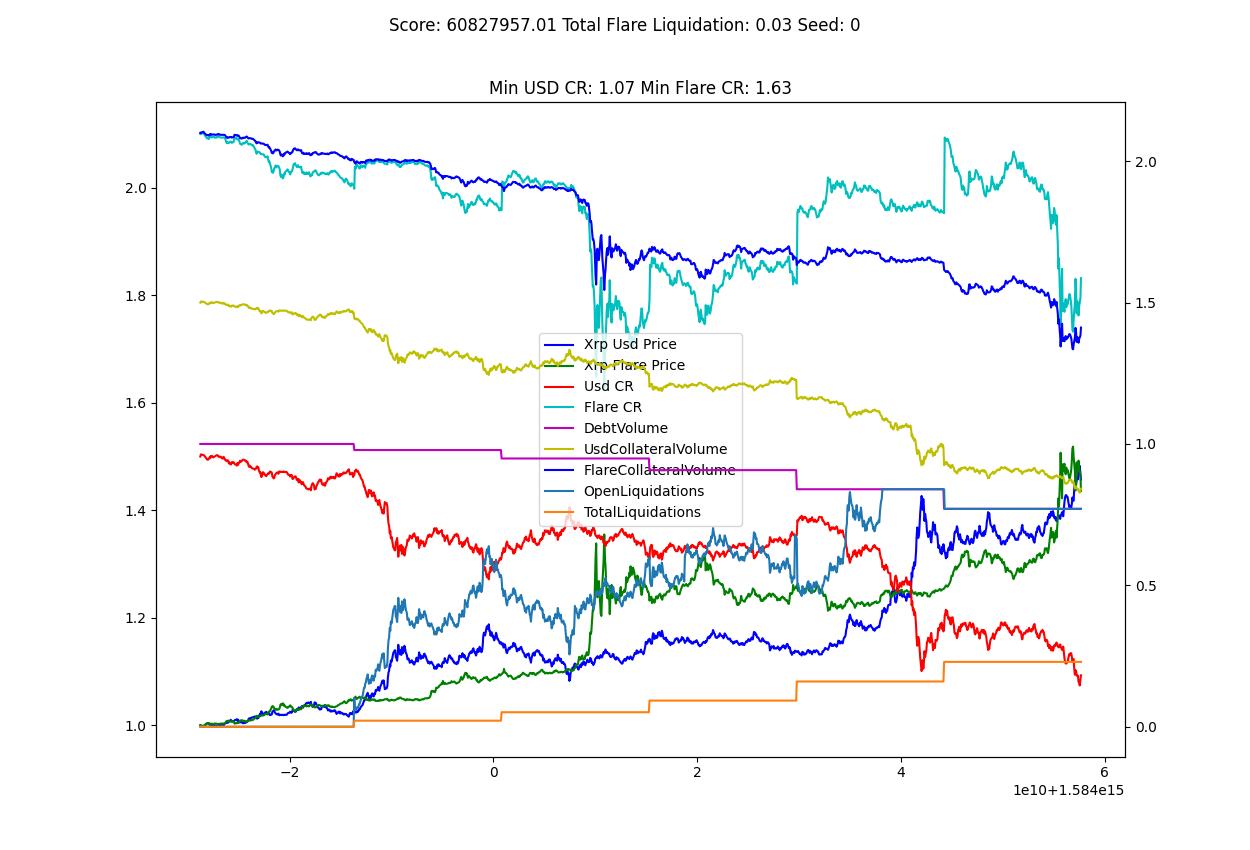 Score: 60827957.01 Total Flare Liquidation: 0.03 Seed: 0
Min USD CR: 1.07 Min Flare CR: 1.63
2.0
1.8
1.6
1.4
1.2
1.0
2.0
1.5
1.0
0.5
0.0
Xrp Usd Price
Xrp Flare Price
Usd CR
Flare CR
DebtVolume
UsdCollateralVolume
FlareCollateralVolume
OpenLiquidations
TotalLiquidations
−2
0
2
4
6
1e10+1.584e15